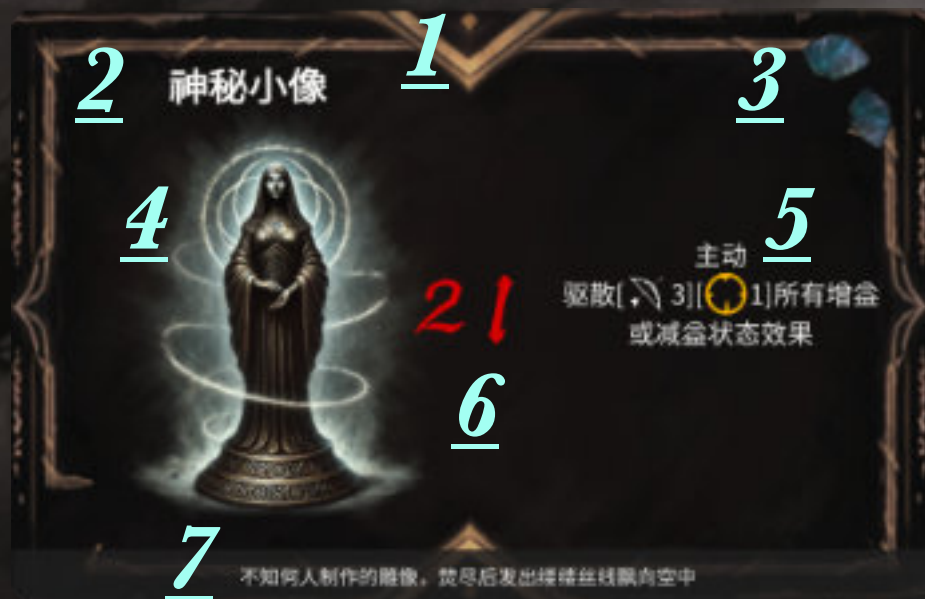 1
2
神秘小像
3
4
5
主动
驱散[ 3][ 1]所有增益
或减益状态效果
21
6
7
不知何人制作的雕像，焚尽后发出缕缕丝线飘向空中